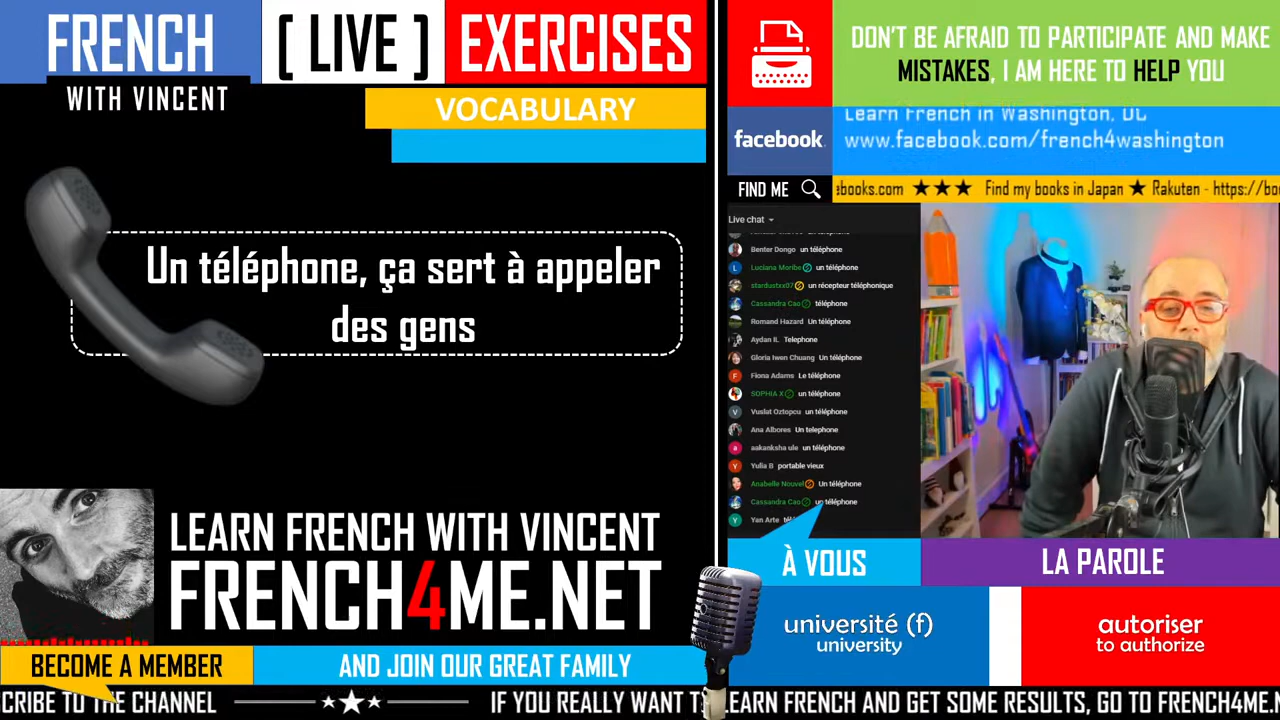 FRENCH
WITH VINCENT
[ LIVE ]
EXERCISES
VOCABULARY
Un téléphone, ça sert à appeler
des gens
LEARN FRENCH WITH VINCENT
FRENCH4ME.NET
BECOME A MEMBER
AND JOIN OUR GREAT FAMILY
DON'T BE AFRAID TO PARTICIPATE AND MAKE
MISTAKES, I AM HERE TO HELP YOU
facebook.
Learn French in Washington, DC
www.facebook.com/french4washington
FIND ME
ebooks.com ★★★ Find my books in Japan ★ Rakuten - https://boo
Live chat
Benter Dongo un téléphone
Luciana Moribe un téléphone
stardustxx07 un récepteur téléphonique
Cassandra Cao téléphone
Romand Hazard Un téléphone
Aydan IL Telephone
Gloria Iwen Chuang Un téléphone
Fiona Adams Le téléphone
SOPHIA X un téléphone
Vuslat Oztopcu un téléphone
Ana Albores Un telephone
aakanksha ule un téléphone
Yulia B portable vieux
Anabelle Nouvel Un téléphone
Cassandra Cao un téléphone
Yan Arte
À VOUS
LA PAROLE
université (f)
university
autoriser
to authorize
CRIBE TO THE CHANNEL
IF YOU REALLY WANT T LEARN FRENCH AND GET SOME RESULTS, GO TO FRENCH4ME.N